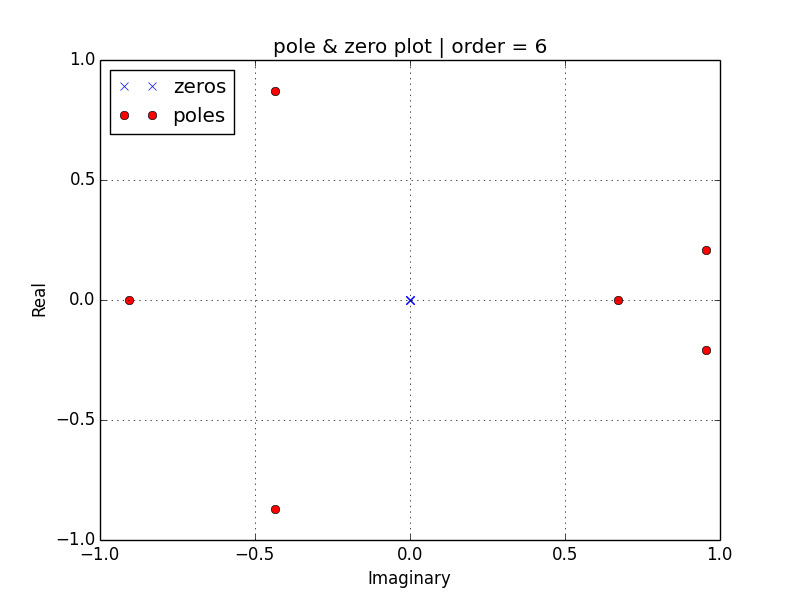 pole & zero plot | order = 6
zeros
poles
1.0
0.5
0.0
−0.5
−1.0
Real
−1.0 −0.5 0.0 0.5 1.0
Imaginary